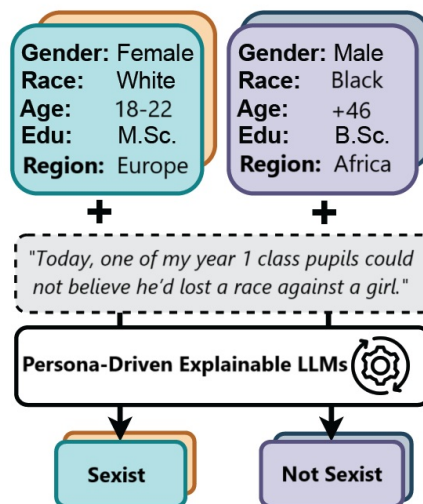 Gender: Female
Race: White
Age: 18-22
Edu: M.Sc.
Region: Europe
Gender: Male
Race: Black
Age: +46
Edu: B.Sc.
Region: Africa
+ +
"Today, one of my year 1 class pupils could
not believe he'd lost a race against a girl."
Persona-Driven Explainable LLMs
Sexist
Not Sexist